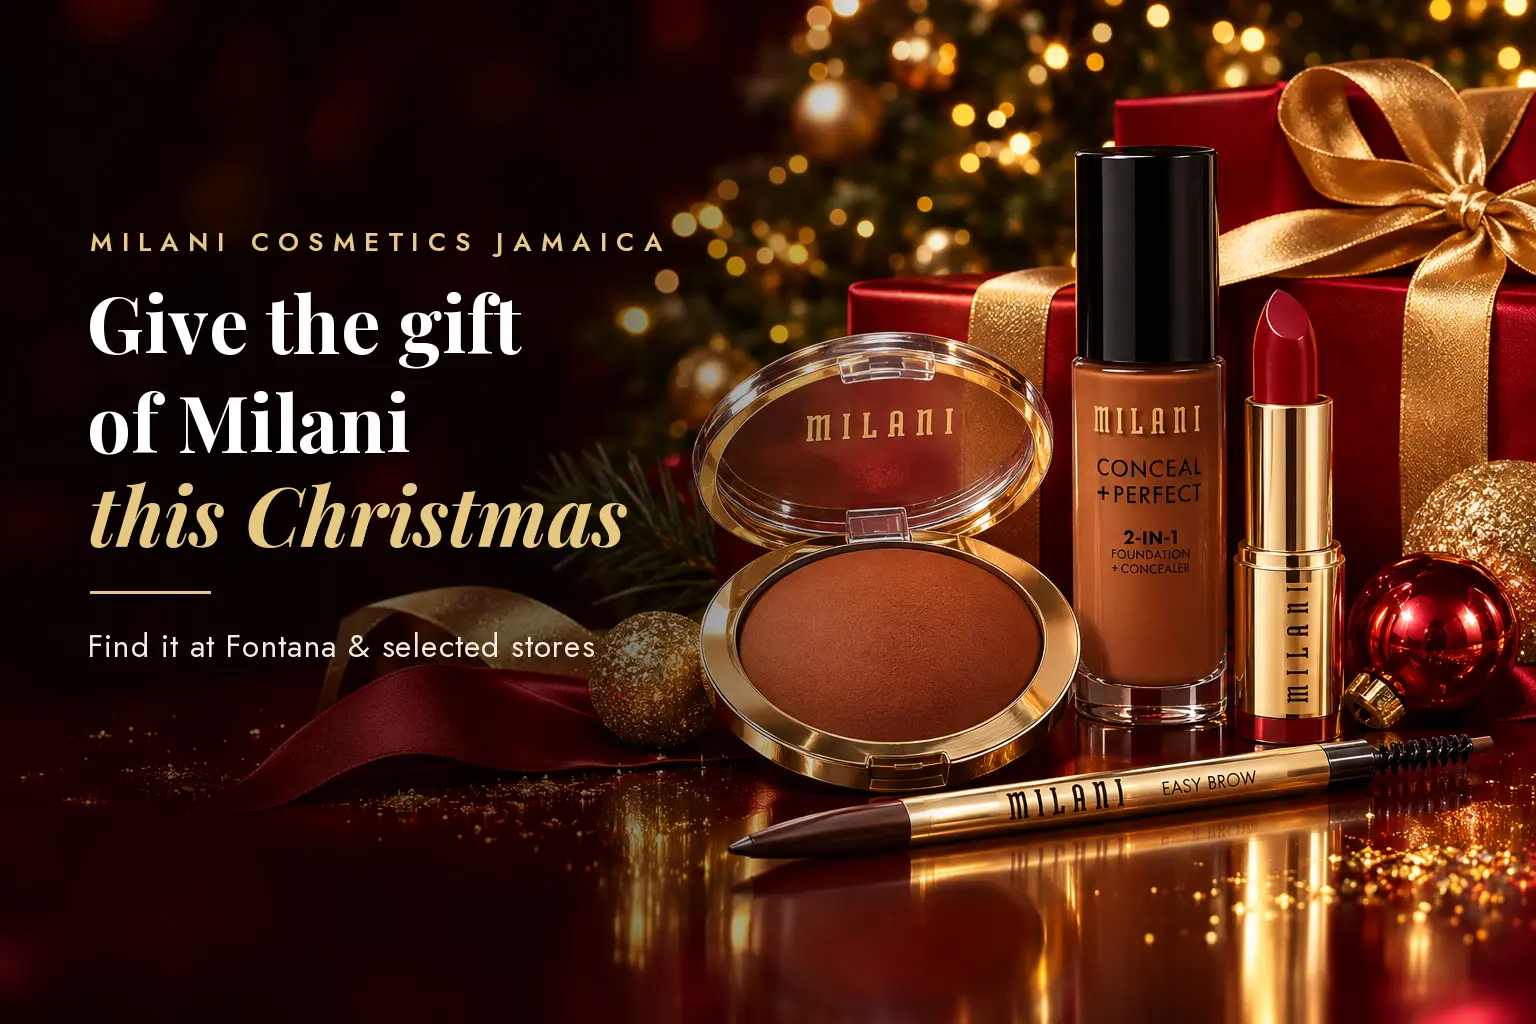 MILANI COSMETICS JAMAICA
Give the gift
of Milani
this Christmas
Find it at Fontana & selected stores
MILANI
MILANI
CONCEAL
+PERFECT
2-IN-1
FOUNDATION
+ CONCEALER
MILANI
MILANI EASY BROW